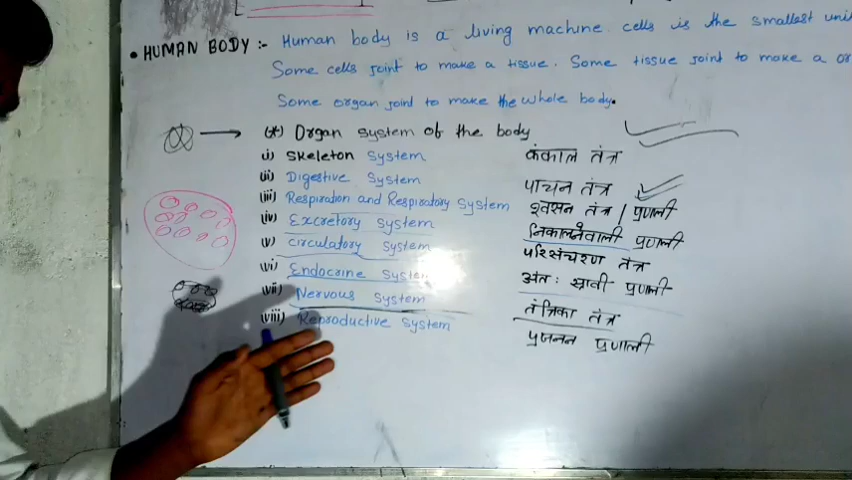 • HUMAN BODY :- Human body is a living machine. cells is the smallest uni
Some cells joint to make a tissue. Some tissue joint to make a or
Some organ joint to make the whole body.
(*) Organ system of the body
(i) Skeleton system कंकाल तंत्र
(ii) Digestive System पाचन तंत्र
(iii) Respiration and Respiratory System श्वसन तंत्र / प्रणाली
(iv) Excretory system निकालनेवाली प्रणाली
(v) circulatory system परिसंचरण तंत्र
(vi) Endocrine syste अंतः स्रावी प्रणाली
(vii) Nervous system तंत्रिका तंत्र
(viii) Reproductive system प्रजनन प्रणाली